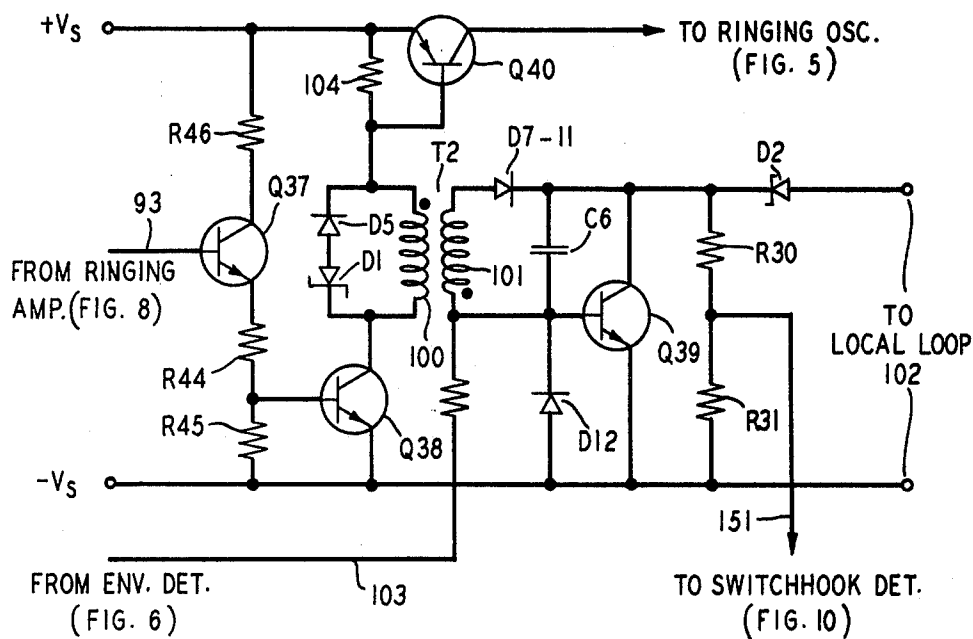 +Vs
TO RINGING OSC.
(FIG. 5)
104
Q40
R46
T2
D7-11
D2
93
Q37
D5
C6
R30
FROM RINGING
AMP. (FIG. 8)
D1
101
R44
100
Q39
TO
LOCAL LOOP
102
R45
Q38
D12
R31
-Vs
151
FROM ENV. DET.
(FIG. 6)
103
TO SWITCHHOOK DET.
(FIG. 10)